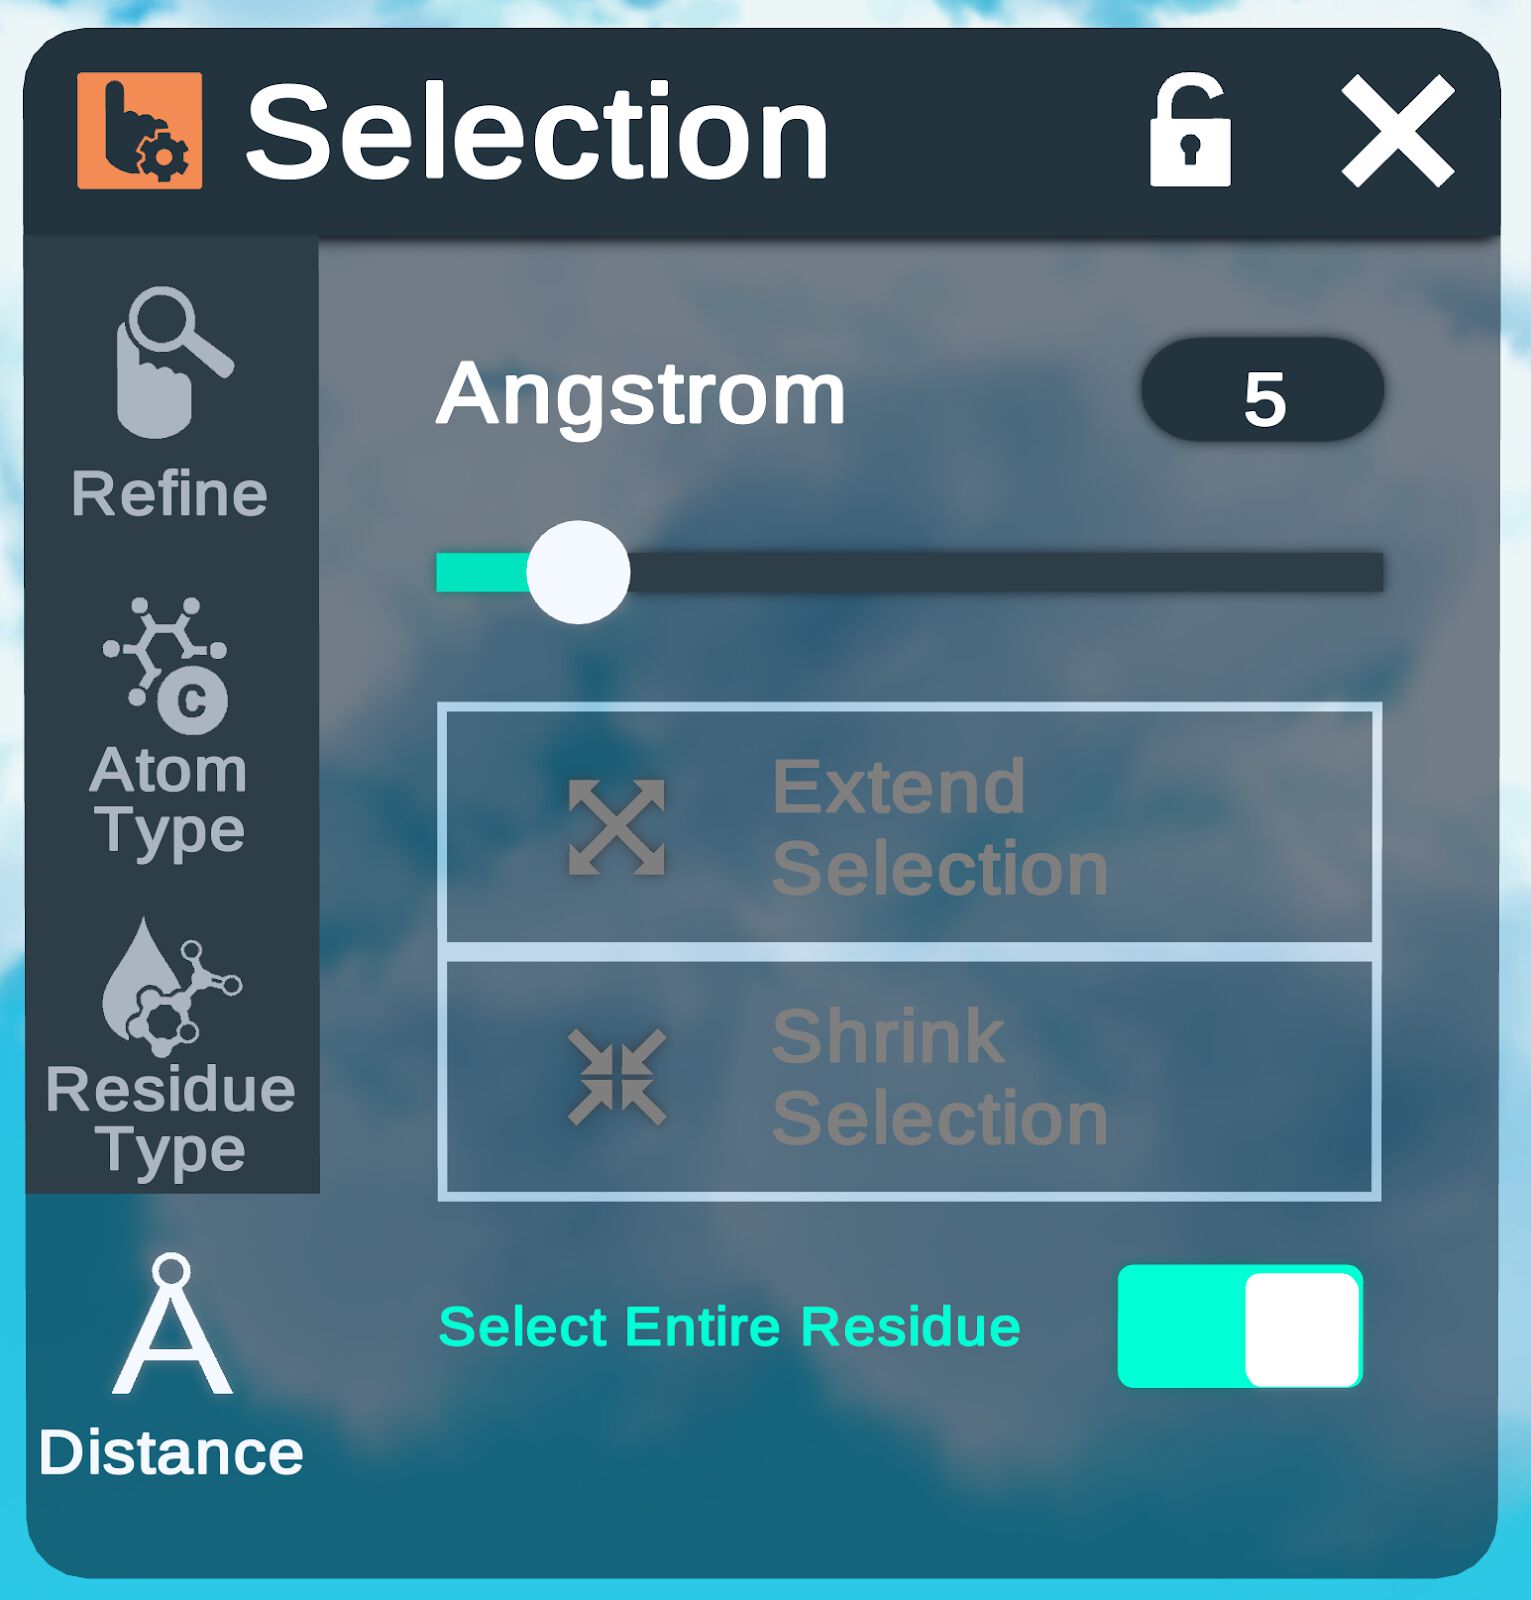 Selection
Refine
Atom
Type
Residue
Type
Distance
Angstrom
5
Extend
Selection
Shrink
Selection
Select Entire Residue